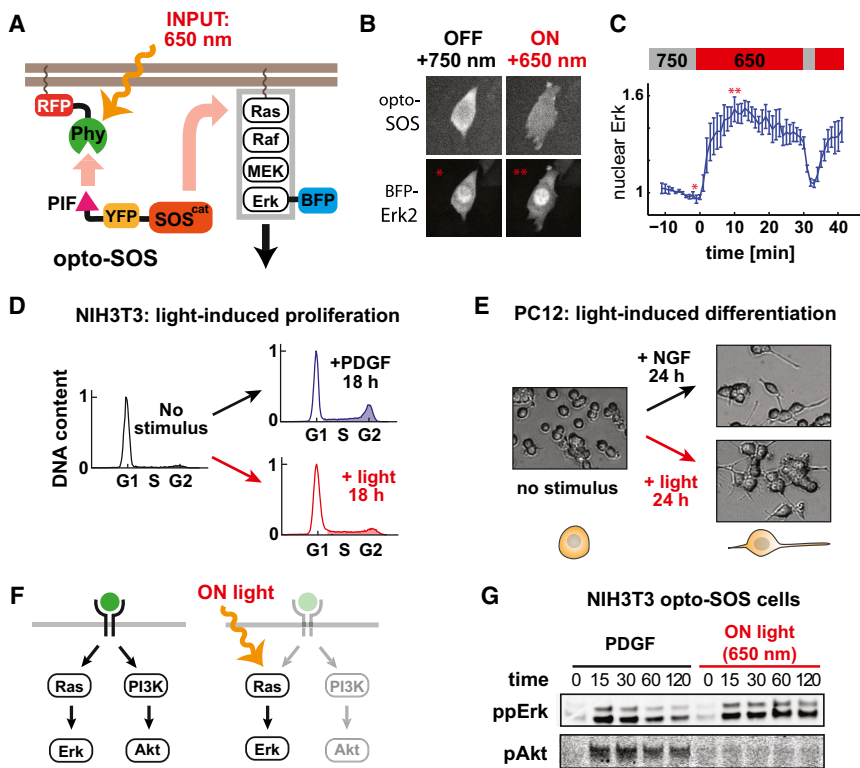 A
INPUT:
650 nm
RFP
Phy
PIF
YFP
SOS cat
opto-SOS
Ras
Raf
MEK
Erk
BFP
B
OFF
+750 nm
ON
+650 nm
opto-
SOS
BFP-
Erk2
*
**
C
750
650
nuclear Erk
1.6
1
**
*
-10 0 10 20 30 40
time [min]
D
NIH3T3: light-induced proliferation
DNA content
1
0
No
stimulus
G1 S G2
1
0
+PDGF
18 h
G1 S G2
1
0
+ light
18 h
G1 S G2
E
PC12: light-induced differentiation
no stimulus
+ NGF
24 h
+ light
24 h
F
Ras
PI3K
Erk
Akt
ON light
Ras
PI3K
Erk
Akt
G
NIH3T3 opto-SOS cells
PDGF
ON light
(650 nm)
time 0 15 30 60 120 0 15 30 60 120
ppErk
pAkt